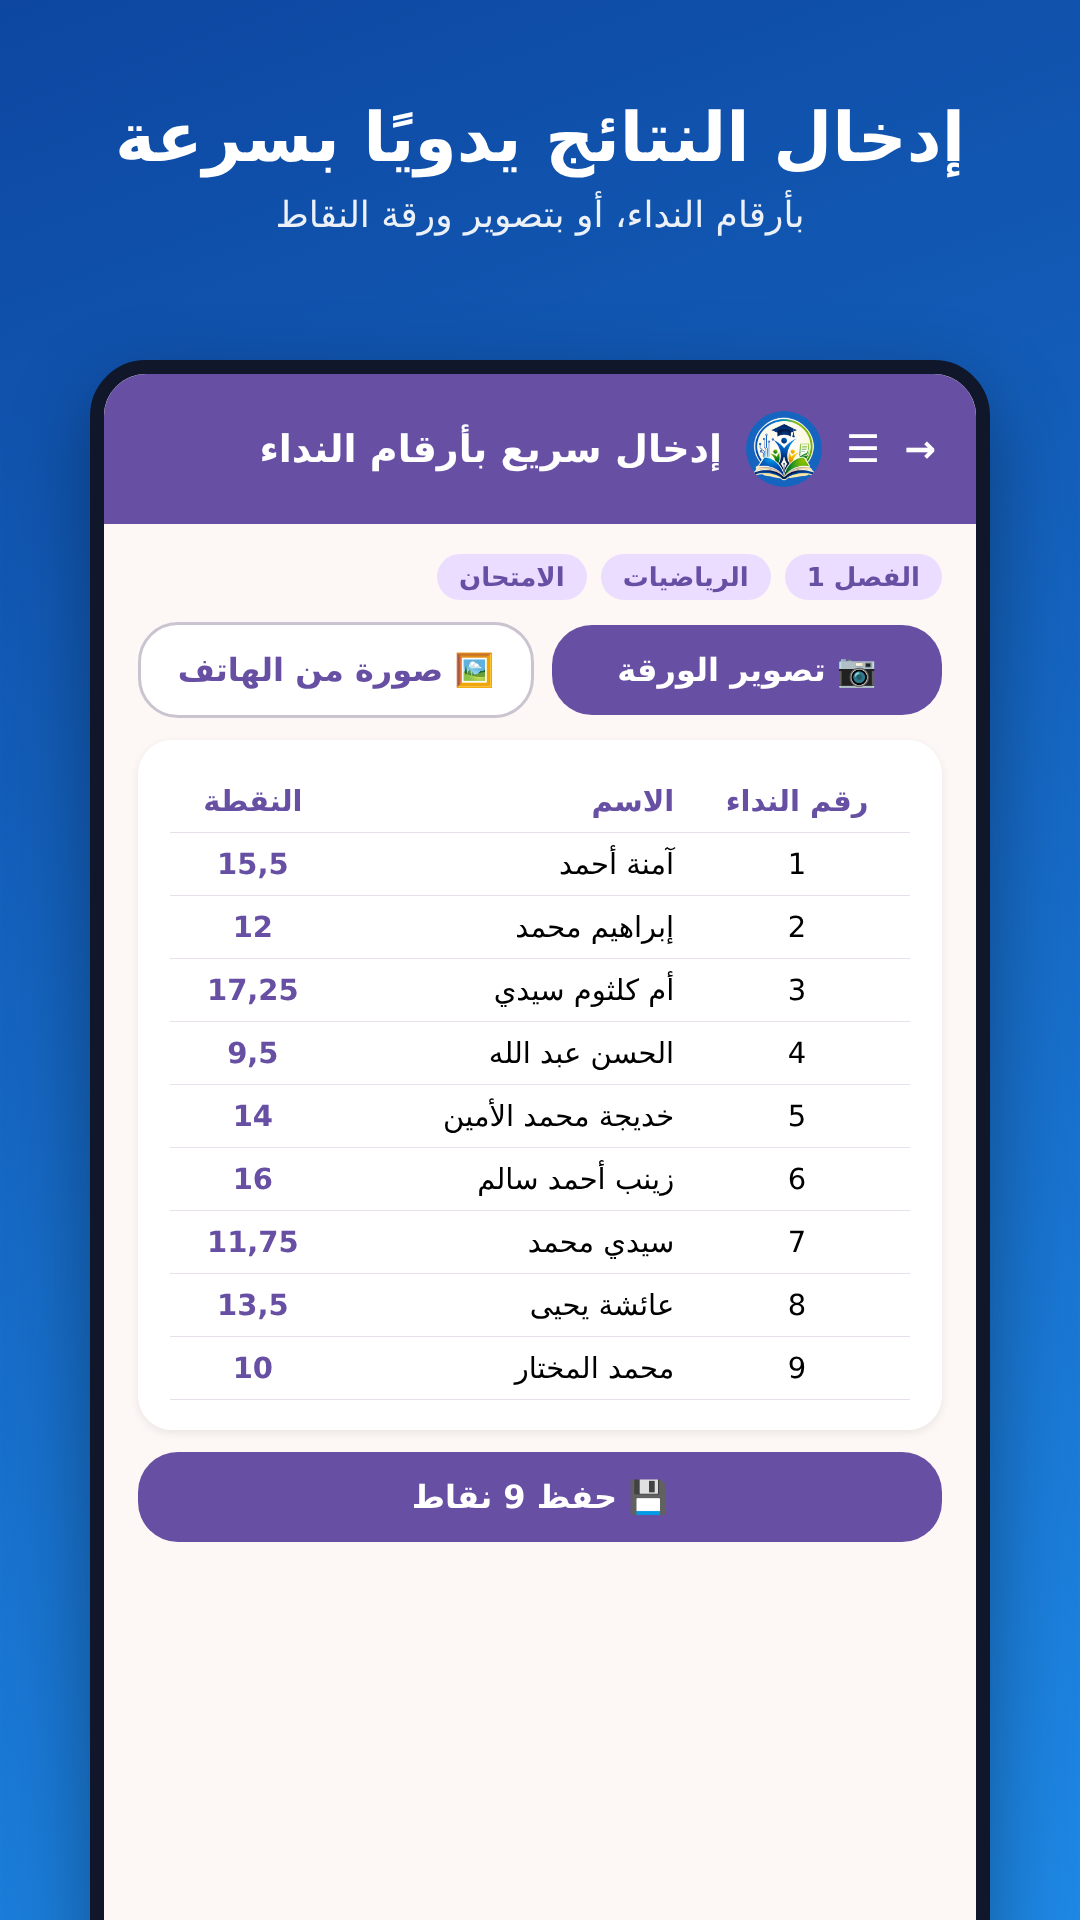 إدخال النتائج يدويًا بسرعة
بأرقام النداء، أو بتصوير ورقة النقاط
→ ☰ إدخال سريع بأرقام النداء
الفصل 1 الرياضيات الامتحان
📷 تصوير الورقة 🖼️ صورة من الهاتف
رقم النداء الاسم النقطة
1 آمنة أحمد 15,5
2 إبراهيم محمد 12
3 أم كلثوم سيدي 17,25
4 الحسن عبد الله 9,5
5 خديجة محمد الأمين 14
6 زينب أحمد سالم 16
7 سيدي محمد 11,75
8 عائشة يحيى 13,5
9 محمد المختار 10
💾 حفظ 9 نقاط